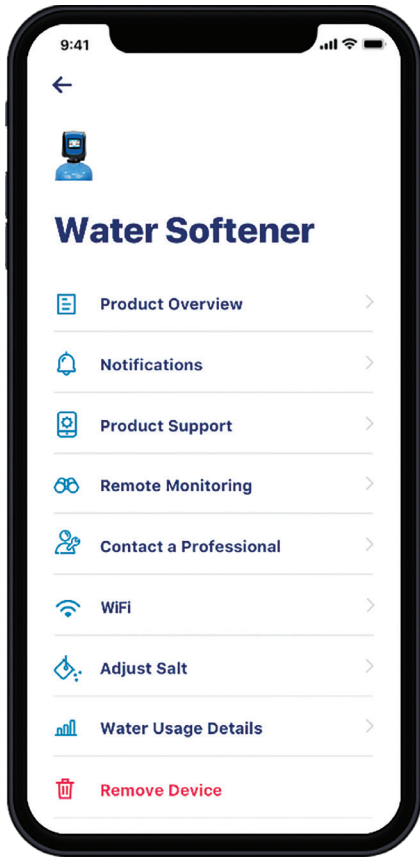 9:41
Water Softener
Product Overview
Notifications
Product Support
Remote Monitoring
Contact a Professional
WiFi
Adjust Salt
Water Usage Details
Remove Device